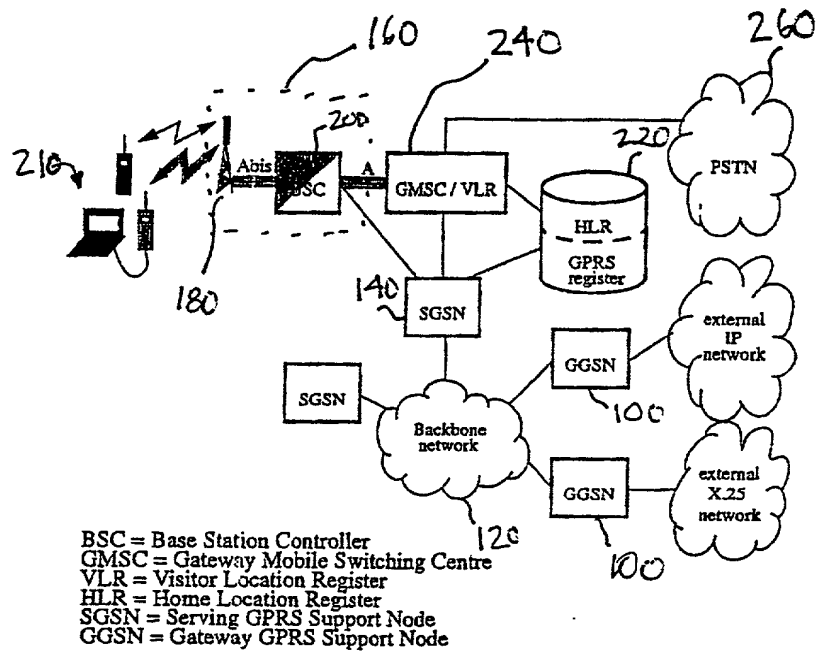 160
240
260
200
220
210
Abis
BSC
A
GMSC / VLR
PSTN
HLR
GPRS
register
180
140
SGSN
external
IP
network
GGSN
100
SGSN
Backbone
network
120
GGSN
100
external
X.25
network
BSC = Base Station Controller
GMSC = Gateway Mobile Switching Centre
VLR = Visitor Location Register
HLR = Home Location Register
SGSN = Serving GPRS Support Node
GGSN = Gateway GPRS Support Node